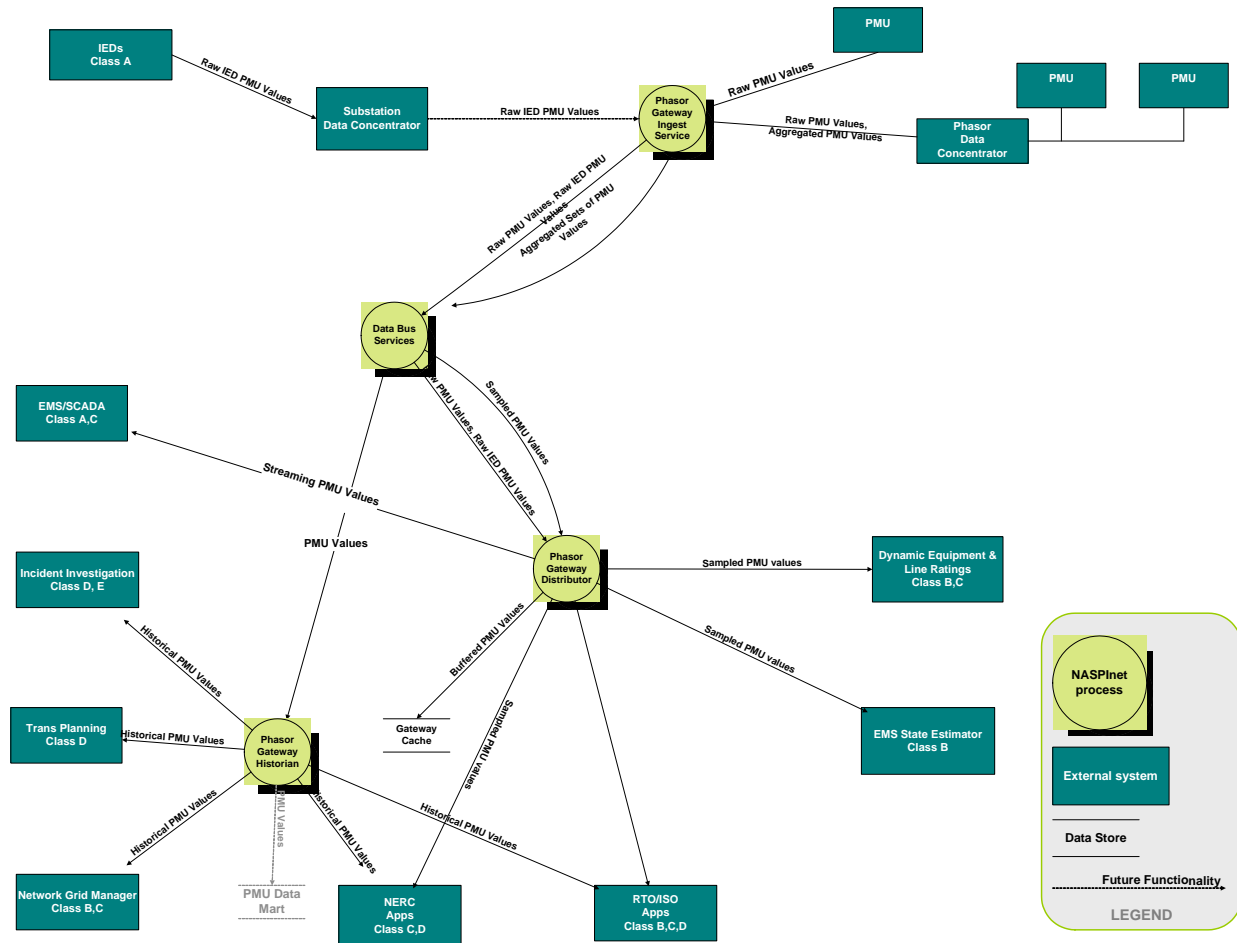 IEDs
Class A
Raw IED PMU Values
Substation
Data Concentrator
Raw IED PMU Values
Phasor
Gateway
Ingest
Service
PMU
Raw PMU Values
PMU
PMU
Raw PMU Values,
Aggregated PMU Values
Phasor
Data
Concentrator
Raw PMU Values, Raw IED PMU
Values
Aggregated Sets of PMU
Values
Data Bus
Services
Sampled PMU Values
PMU Values, Raw IED PMU Values
EMS/SCADA
Class A,C
Streaming PMU Values
PMU Values
Phasor
Gateway
Distributor
Sampled PMU values
Dynamic Equipment &
Line Ratings
Class B,C
Incident Investigation
Class D, E
Historical PMU Values
Buffered PMU Values
Sampled PMU values
Sampled PMU values
EMS State Estimator
Class B
Gateway
Cache
Trans Planning
Class D
Historical PMU Values
Phasor
Gateway
Historian
Historical PMU Values
PMU Values
Historical PMU Values
Historical PMU Values
Network Grid Manager
Class B,C
PMU Data
Mart
NERC
Apps
Class C,D
RTO/ISO
Apps
Class B,C,D
NASPInet
process
External system
Data Store
Future Functionality
LEGEND